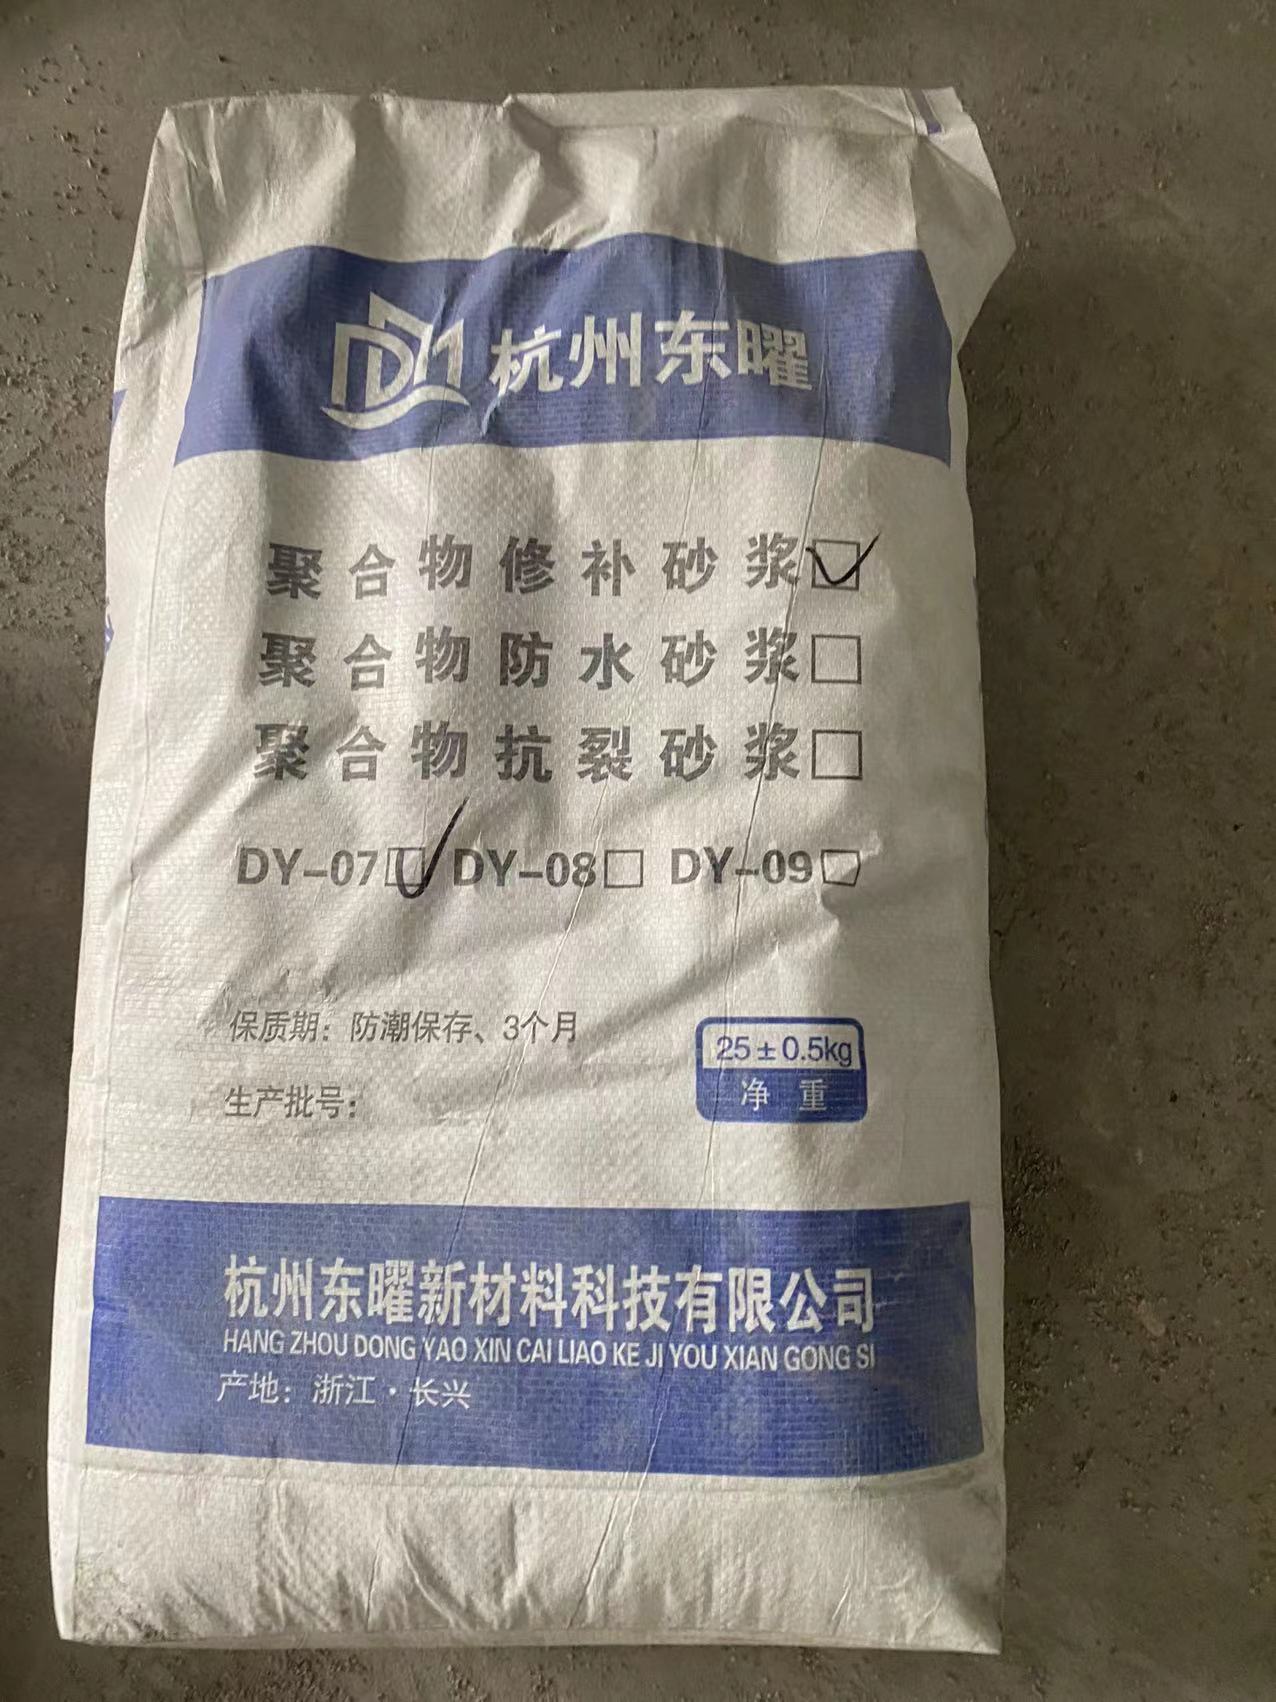 杭州东曜
聚合物修补砂浆☑
聚合物防水砂浆□
聚合物抗裂砂浆□
DY-07☑ DY-08□ DY-09□
保质期：防潮保存、3个月
25±0.5kg
净重
生产批号：
杭州东曜新材料科技有限公司
HANG ZHOU DONG YAO XIN CAI LIAO KE JI YOU XIAN GONG SI
产地：浙江·长兴